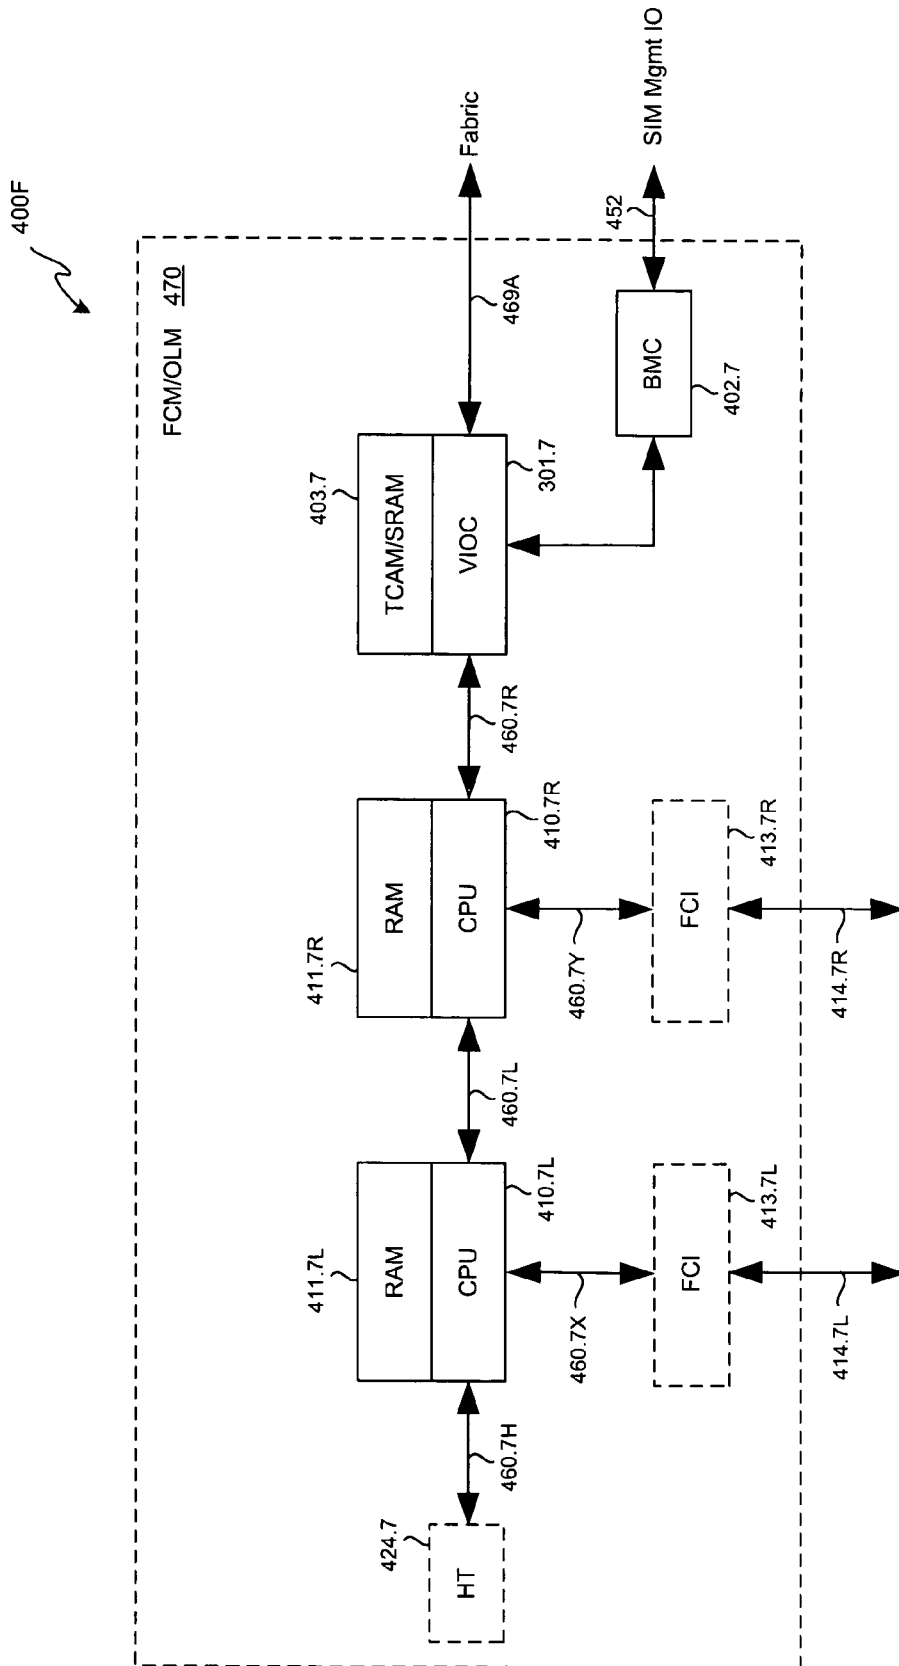 400F
FCM/OLM 470
Fabric
SIM Mgmt IO
469A
452
403.7
TCAM/SRAM
VIOC
301.7
BMC
402.7
460.7R
411.7R
RAM
CPU
410.7R
460.7Y
FCI
413.7R
414.7R
460.7L
411.7L
RAM
CPU
410.7L
460.7X
FCI
413.7L
414.7L
460.7H
424.7
HT